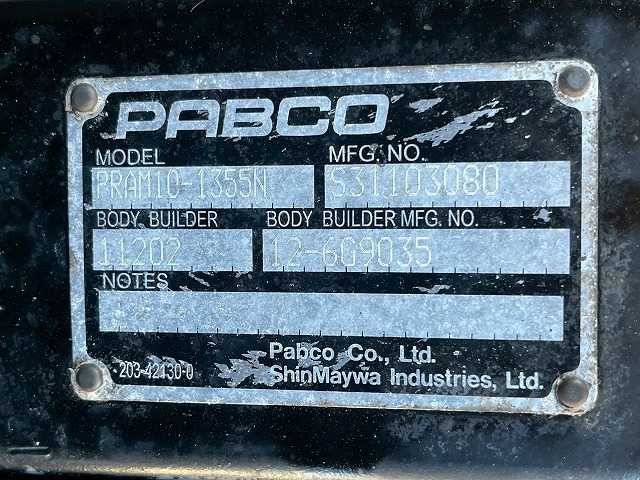 PABCO
MODEL MFG. NO.
PRAM10-1355N S31103080
BODY BUILDER BODY BUILDER MFG. NO.
11202 12-6G9035
NOTES
Pabco Co., Ltd.
203-42130-0 ShinMaywa Industries, Ltd.